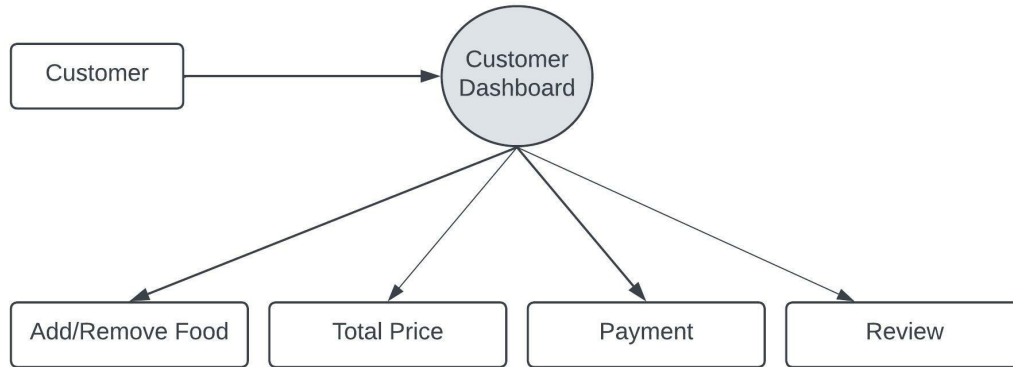 Customer
Customer
Dashboard
Add/Remove Food
Total Price
Payment
Review